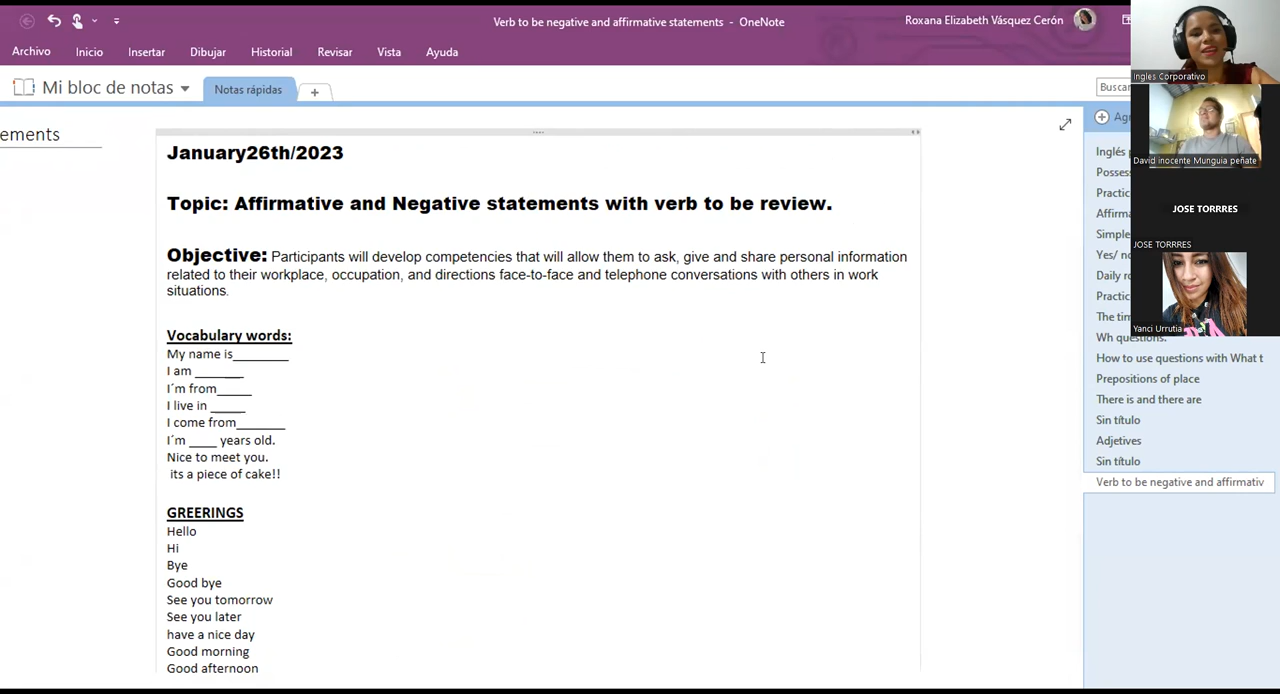 Verb to be negative and affirmative statements - OneNote
Roxana Elizabeth Vásquez Cerón
Archivo Inicio Insertar Dibujar Historial Revisar Vista Ayuda
Ingles Corporativo
Mi bloc de notas
Notas rápidas
+
Buscar
ements
January26th/2023
Topic: Affirmative and Negative statements with verb to be review.
Objective: Participants will develop competencies that will allow them to ask, give and share personal information
related to their workplace, occupation, and directions face-to-face and telephone conversations with others in work
situations.
Vocabulary words:
My name is________
I am _______
I´m from_____
I live in _____
I come from_______
I´m ____ years old.
Nice to meet you.
its a piece of cake!!
GREERINGS
Hello
Hi
Bye
Good bye
See you tomorrow
See you later
have a nice day
Good morning
Good afternoon
David inocente Munguia peñate
JOSE TORRRES
JOSE TORRRES
Yanci Urrutia
Agr
Inglés p
Possess
Practic
Affirma
Simple
Yes/ no
Daily ro
Practic
The tim
Wh questions.
How to use questions with What t
Prepositions of place
There is and there are
Sin título
Adjetives
Sin título
Verb to be negative and affirmativ